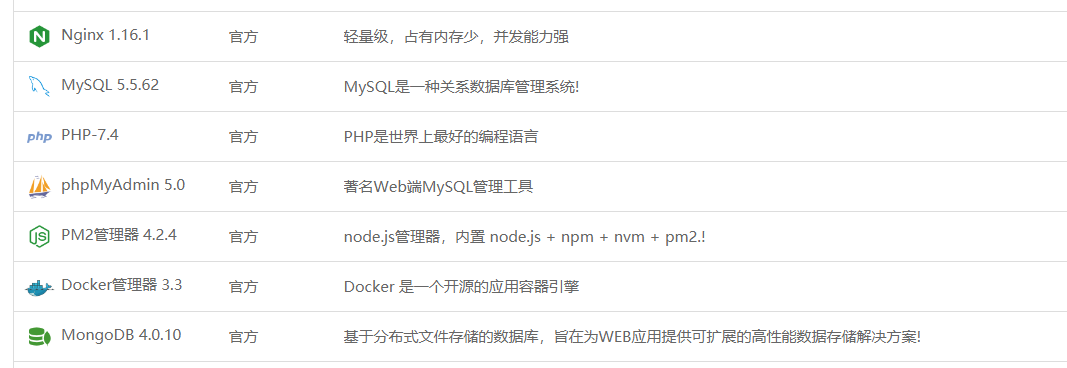 Nginx 1.16.1 官方 轻量级，占有内存少，并发能力强
MySQL 5.5.62 官方 MySQL是一种关系数据库管理系统!
php PHP-7.4 官方 PHP是世界上最好的编程语言
phpMyAdmin 5.0 官方 著名Web端MySQL管理工具
PM2管理器 4.2.4 官方 node.js管理器，内置 node.js + npm + nvm + pm2.!
Docker管理器 3.3 官方 Docker 是一个开源的应用容器引擎
MongoDB 4.0.10 官方 基于分布式文件存储的数据库，旨在为WEB应用提供可扩展的高性能数据存储解决方案!